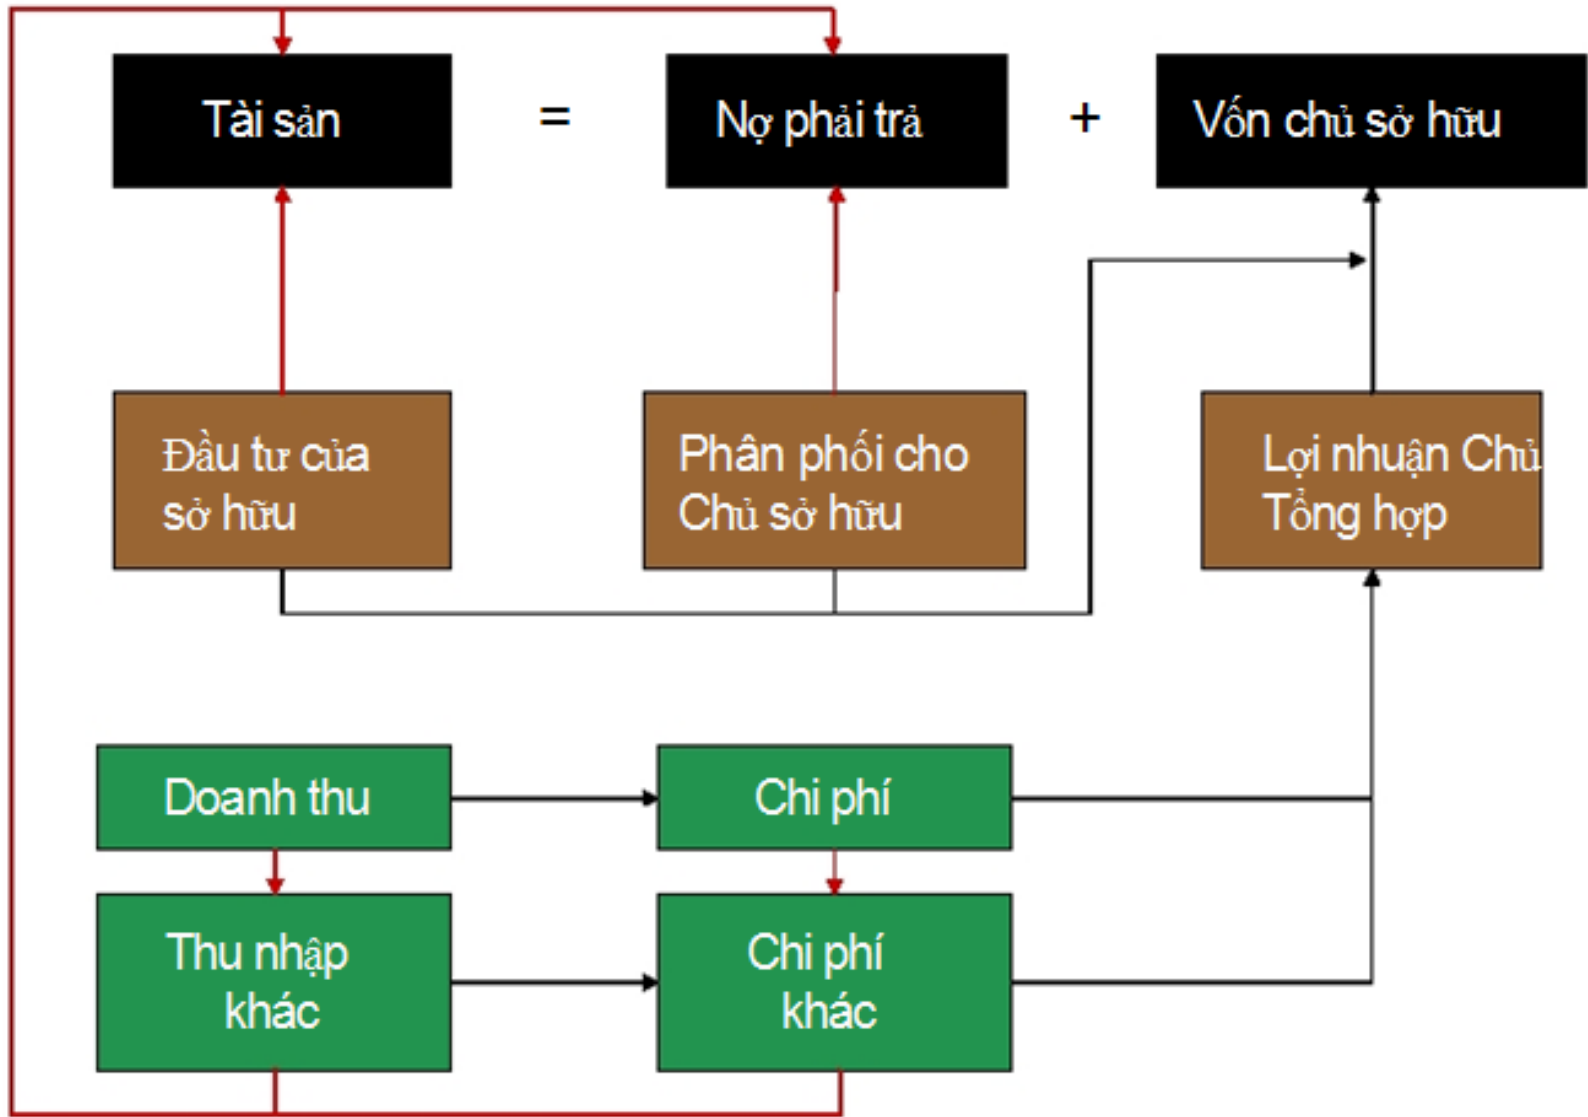 Tài sản
=
Nợ phải trả
+
Vốn chủ sở hữu
Đầu tư của
sở hữu
Phân phối cho
Chủ sở hữu
Lợi nhuận Chủ
Tổng hợp
Doanh thu
Chi phí
Thu nhập
khác
Chi phí
khác